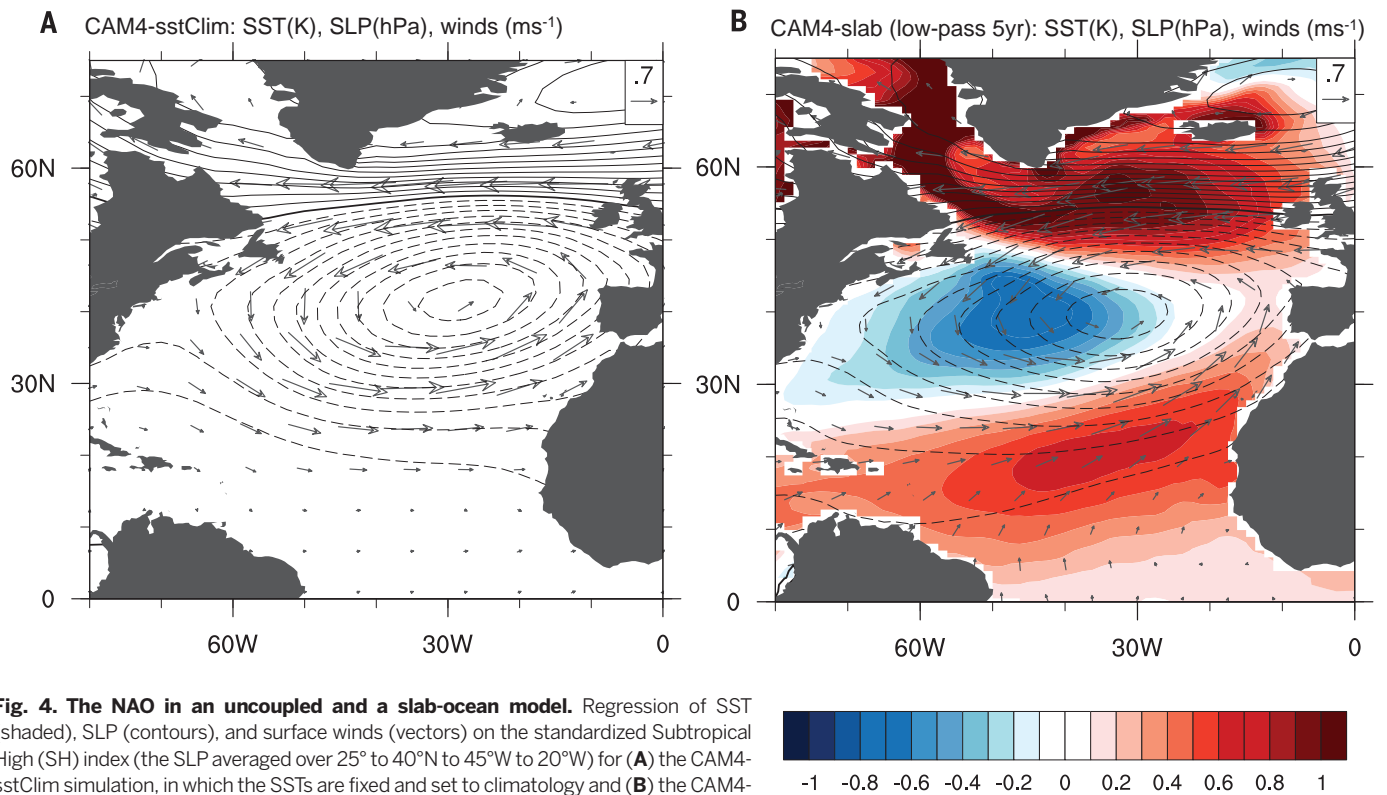 A CAM4-sstClim: SST(K), SLP(hPa), winds (ms-1)
B CAM4-slab (low-pass 5yr): SST(K), SLP(hPa), winds (ms-1)
.7
.7
60N
60N
30N
30N
0
0
60W 30W 0
60W 30W 0
Fig. 4. The NAO in an uncoupled and a slab-ocean model. Regression of SST
(shaded), SLP (contours), and surface winds (vectors) on the standardized Subtropical
High (SH) index (the SLP averaged over 25° to 40°N to 45°W to 20°W) for (A) the CAM4-
sstClim simulation, in which the SSTs are fixed and set to climatology and (B) the CAM4-
-1 -0.8 -0.6 -0.4 -0.2 0 0.2 0.4 0.6 0.8 1